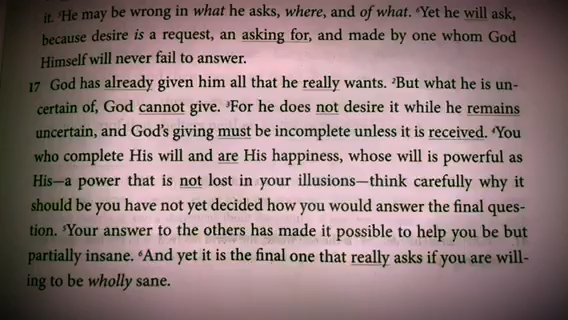 it. ⁵He may be wrong in what he asks, where, and of what. ⁶Yet he will ask,
because desire is a request, an asking for, and made by one whom God
Himself will never fail to answer.
17 God has already given him all that he really wants. ²But what he is un-
certain of, God cannot give. ³For he does not desire it while he remains
uncertain, and God's giving must be incomplete unless it is received. ⁴You
who complete His will and are His happiness, whose will is powerful as
His—a power that is not lost in your illusions—think carefully why it
should be you have not yet decided how you would answer the final ques-
tion. ⁵Your answer to the others has made it possible to help you be but
partially insane. ⁶And yet it is the final one that really asks if you are will-
ing to be wholly sane.